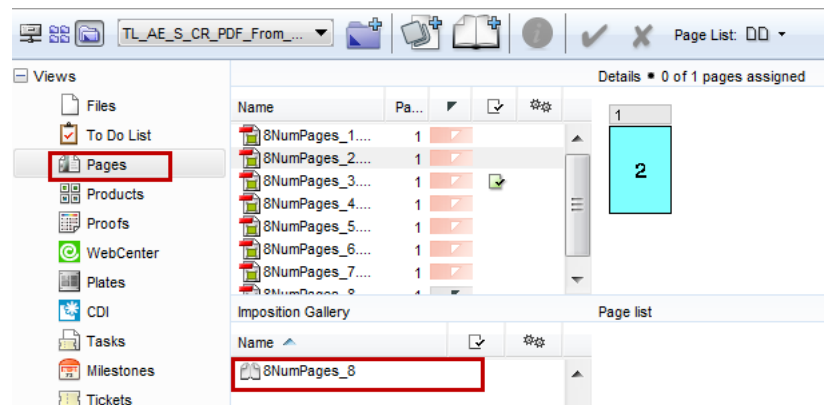 TL_AE_S_CR_PDF_From_... Page List:
Views
Files
To Do List
Pages
Products
Proofs
WebCenter
Plates
CDI
Tasks
Milestones
Tickets
Name Pa...
8NumPages_1.... 1
8NumPages_2.... 1
8NumPages_3.... 1
8NumPages_4.... 1
8NumPages_5.... 1
8NumPages_6.... 1
8NumPages_7.... 1
8NumPages_8 1
Imposition Gallery
Name
8NumPages_8
Details • 0 of 1 pages assigned
1
2
Page list